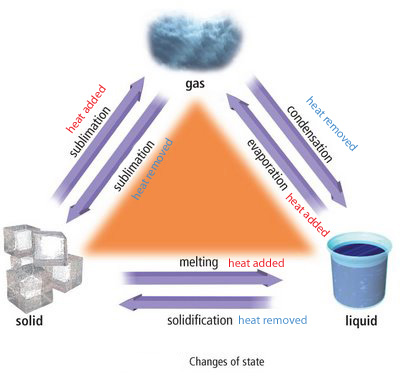 gas
heat added
sublimation
sublimation
heat removed
heat removed
condensation
evaporation
heat added
melting heat added
solid
solidification heat removed
liquid
Changes of state